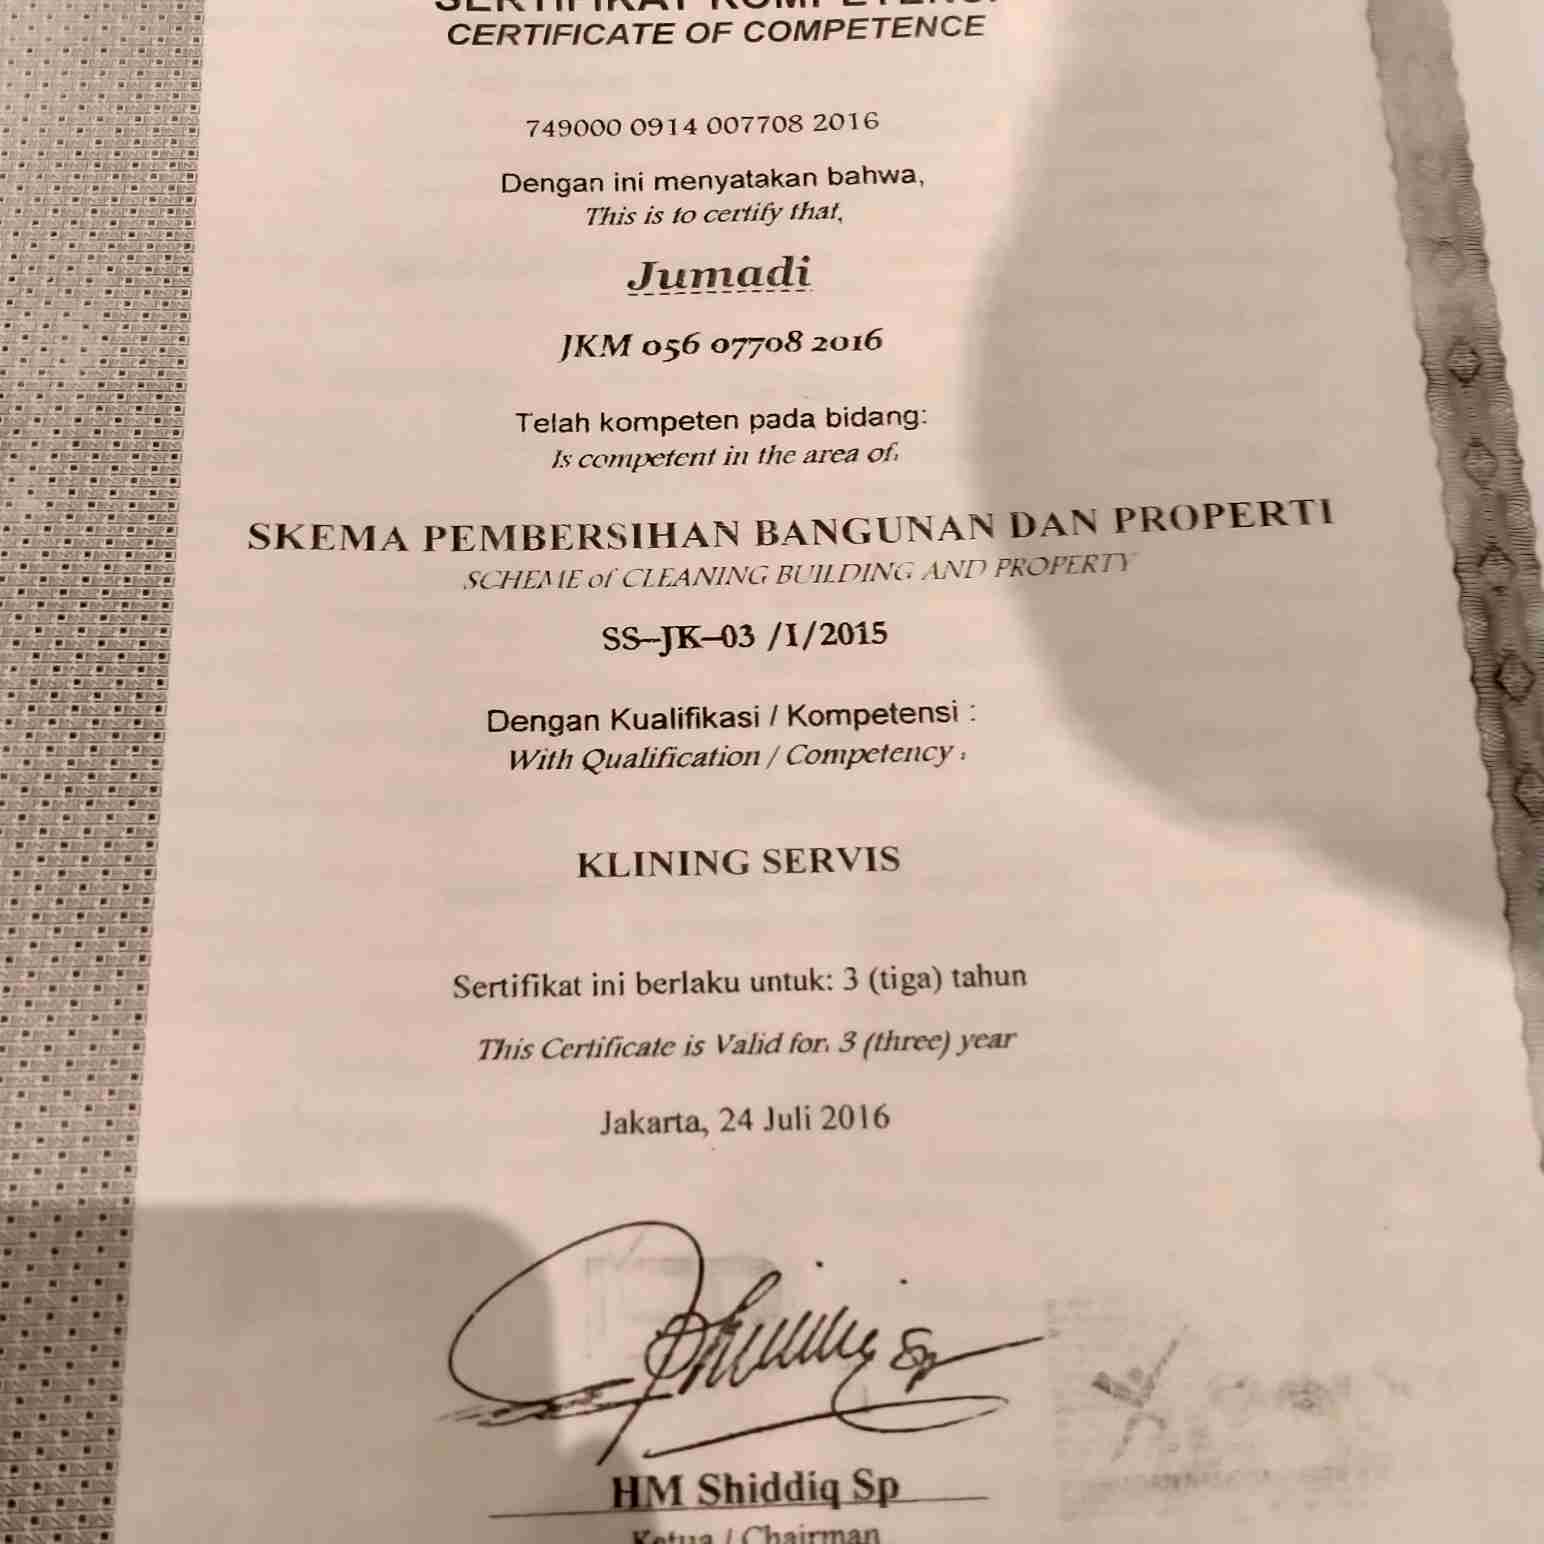 SERTIFIKAT KOMPETENSI
CERTIFICATE OF COMPETENCE
749000 0914 007708 2016
Dengan ini menyatakan bahwa,
This is to certify that,
Jumadi
JKM 056 07708 2016
Telah kompeten pada bidang:
Is competent in the area of:
SKEMA PEMBERSIHAN BANGUNAN DAN PROPERTI
SCHEME of CLEANING BUILDING AND PROPERTY
SS-JK-03 /I/2015
Dengan Kualifikasi / Kompetensi :
With Qualification / Competency :
KLINING SERVIS
Sertifikat ini berlaku untuk: 3 (tiga) tahun
This Certificate is Valid for: 3 (three) year
Jakarta, 24 Juli 2016
HM Shiddiq Sp
Ketua / Chairman